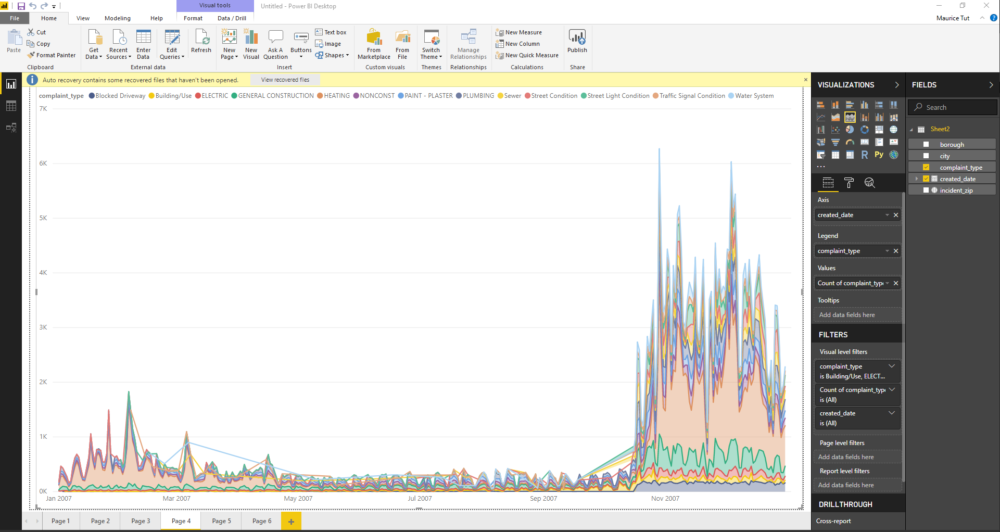 Visual tools
Untitled - Power BI Desktop
File Home View Modeling Help Format Data / Drill
Maurice Tut
Paste
Cut
Copy
Format Painter
Clipboard
Get Data
Recent Sources
Enter Data
Edit Queries
Refresh
External data
New Page
New Visual
Ask A Question
Buttons
Text box
Image
Shapes
Insert
From Marketplace
From File
Custom visuals
Switch Theme
Themes
Manage Relationships
Relationships
New Measure
New Column
New Quick Measure
Calculations
Publish
Share
Auto recovery contains some recovered files that haven't been opened.
View recovered files
complaint_type Blocked Driveway Building/Use ELECTRIC GENERAL CONSTRUCTION HEATING NONCONST PAINT - PLASTER PLUMBING Sewer Street Condition Street Light Condition Traffic Signal Condition Water System
7K
6K
5K
4K
3K
2K
1K
0K
Jan 2007 Mar 2007 May 2007 Jul 2007 Sep 2007 Nov 2007
Page 1 Page 2 Page 3 Page 4 Page 5 Page 6 +
VISUALIZATIONS
R Py
...
Axis
created_date
Legend
complaint_type
Values
Count of complaint_type
Tooltips
Add data fields here
FILTERS
Visual level filters
complaint_type
is Building/Use, ELECT...
Count of complaint_type
is (All)
created_date
is (All)
Page level filters
Add data fields here
Report level filters
Add data fields here
DRILLTHROUGH
Cross-report
FIELDS
Search
Sheet2
borough
city
complaint_type
created_date
incident_zip